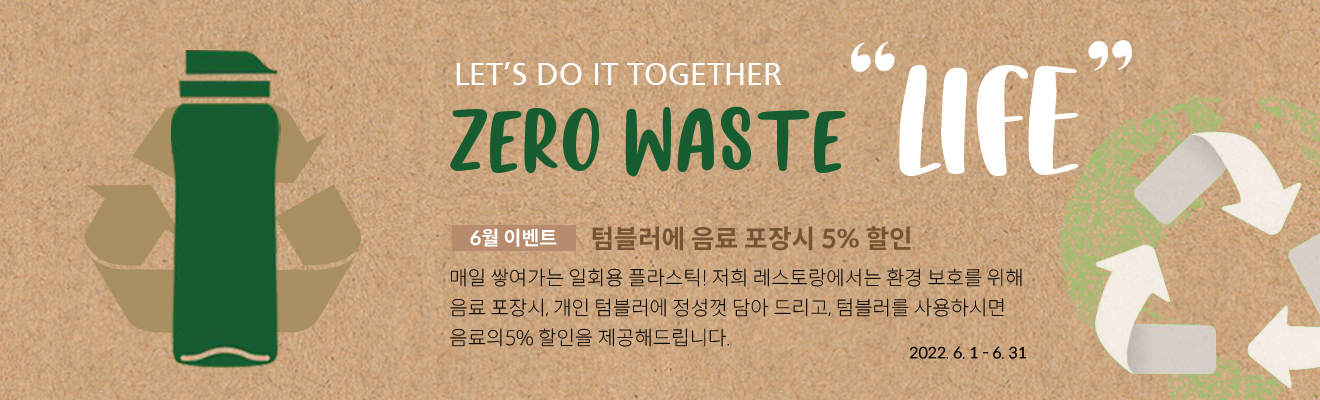 LET'S DO IT TOGETHER
ZERO WASTE “LIFE”
6월 이벤트 텀블러에 음료 포장시 5% 할인
매일 쌓여가는 일회용 플라스틱! 저희 레스토랑에서는 환경 보호를 위해
음료 포장시, 개인 텀블러에 정성껏 담아 드리고, 텀블러를 사용하시면
음료의5% 할인을 제공해드립니다.
2022. 6. 1 - 6. 31